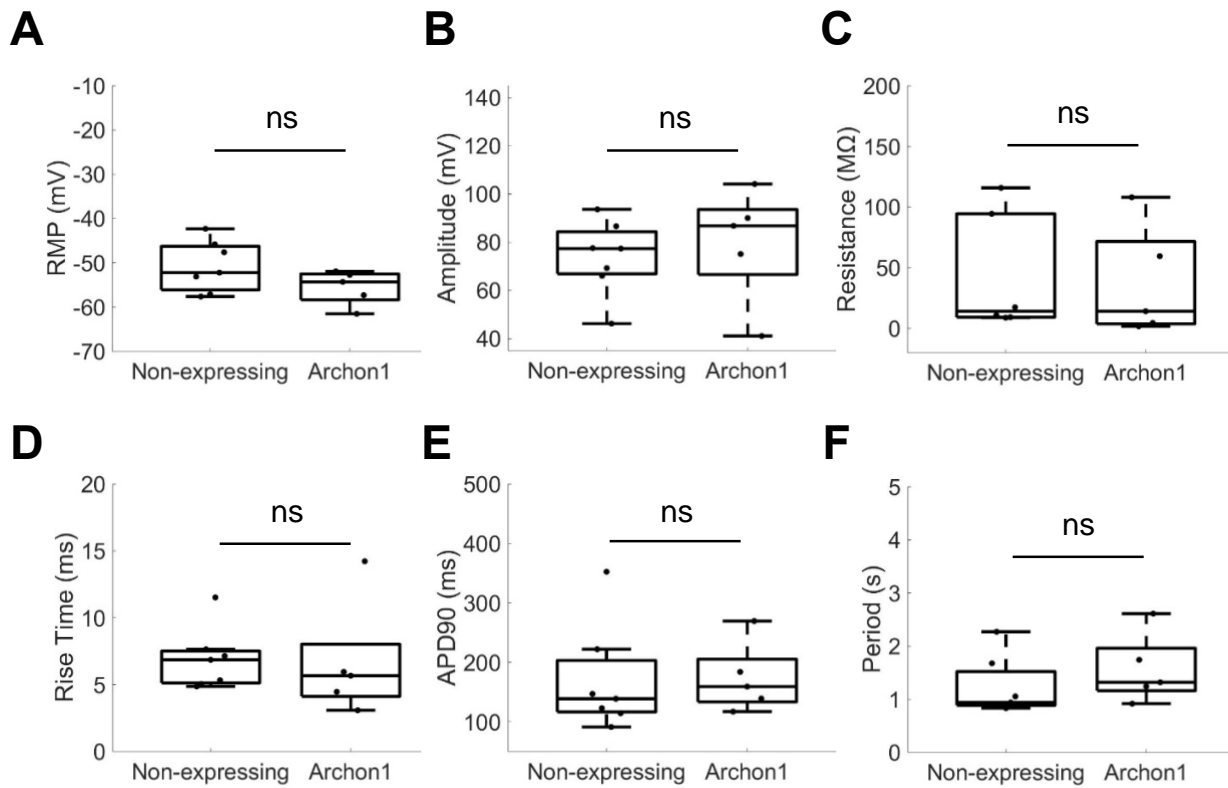 A
RMP (mV)
-10
-20
-30
-40
-50
-60
-70
ns
Non-expressing Archon1
B
Amplitude (mV)
140
120
100
80
60
40
ns
Non-expressing Archon1
C
Resistance (MΩ)
200
150
100
50
0
ns
Non-expressing Archon1
D
Rise Time (ms)
20
15
10
5
0
ns
Non-expressing Archon1
E
APD90 (ms)
500
400
300
200
100
ns
Non-expressing Archon1
F
Period (s)
5
4
3
2
1
0
ns
Non-expressing Archon1